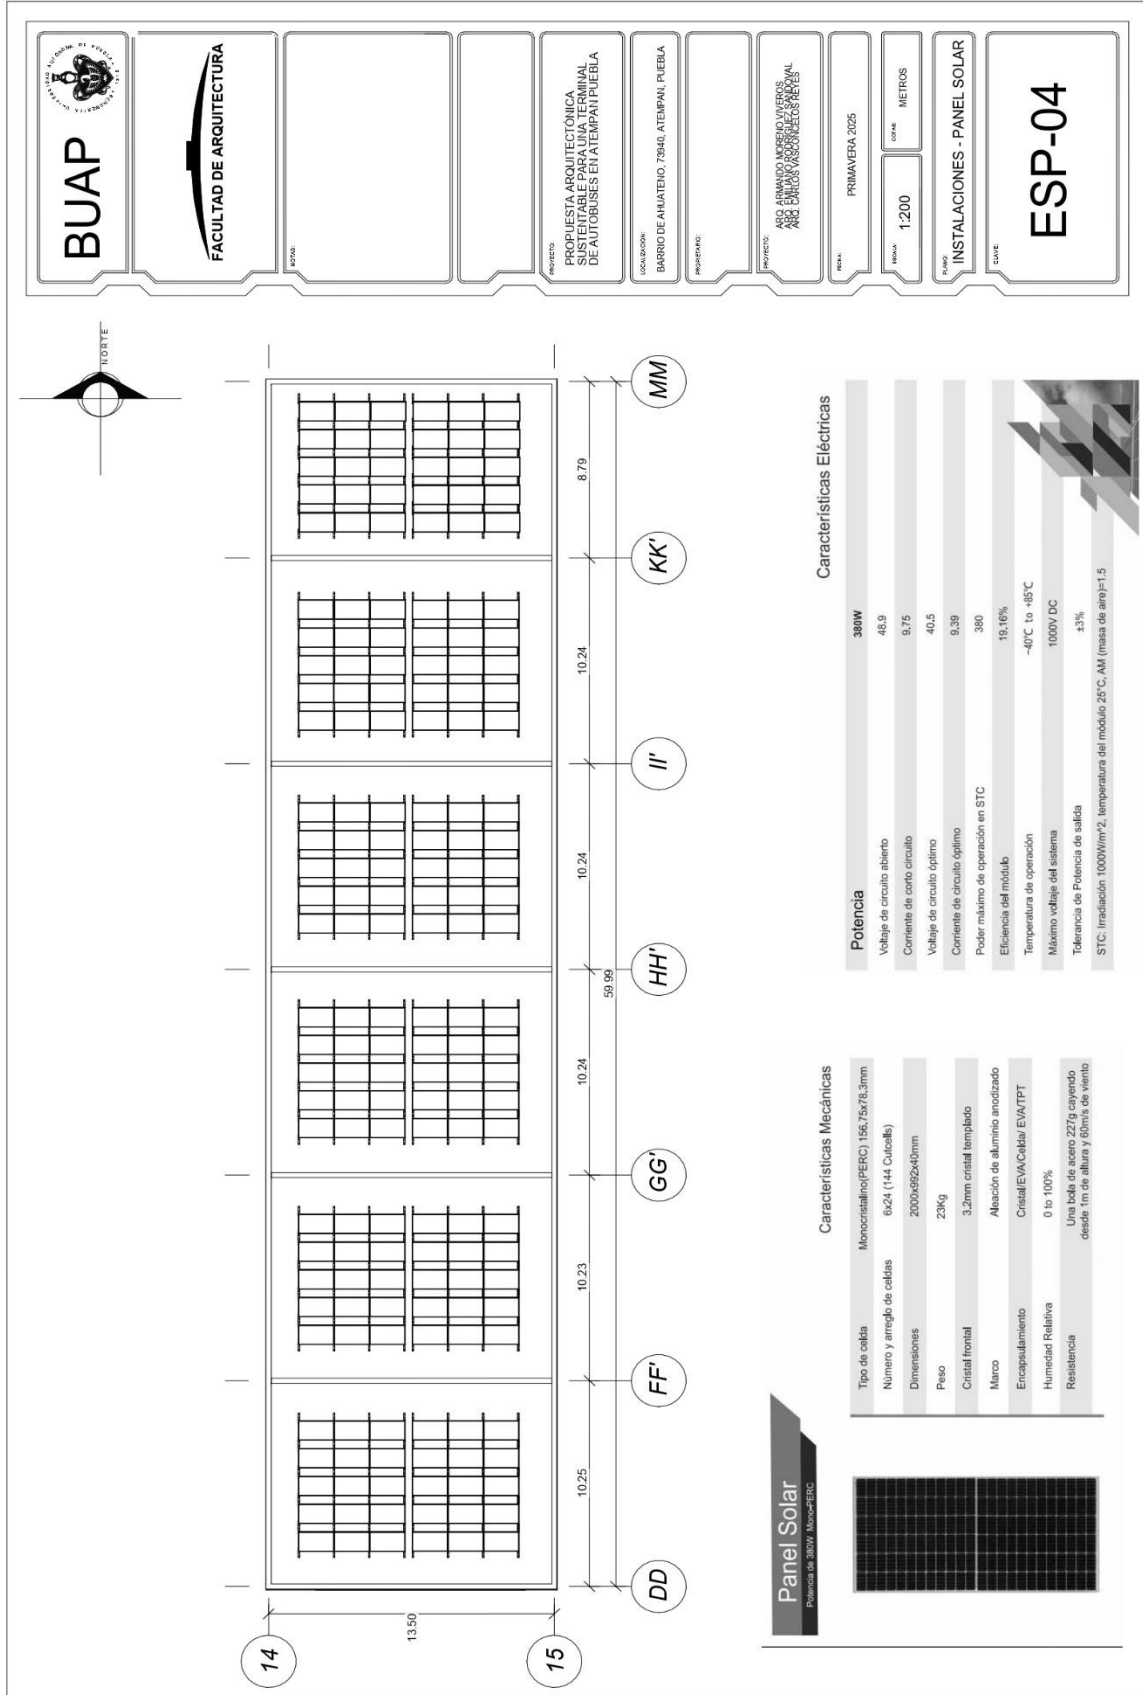 BUAP
FACULTAD DE ARQUITECTURA
NOTAS:
PROYECTO:
PROPUESTA ARQUITECTÓNICA
SUSTENTABLE PARA UNA TERMINAL
DE AUTOBUSES EN ATEMPAN PUEBLA
LOCALIZACIÓN:
BARRIO DE AHUATENO, 73940, ATEMPAN, PUEBLA
PROPIETARIO:
PROYECTO:
ARQ. ARMANDO MORENO VIVEROS
ARQ. EMILIANO RODRIGUEZ SANDOVAL
ARQ. CARLOS VASCONCELOS REYES
FECHA:
PRIMAVERA 2025
ESCALA:
1:200
COTAS:
METROS
PLANO:
INSTALACIONES - PANEL SOLAR
CLAVE:
ESP-04
NORTE
14
15
13.50
DD
FF'
GG'
HH'
II'
KK'
MM
10.25
10.23
10.24
10.24
10.24
8.79
59.99
Panel Solar
Potencia de 380W Mono-PERC
Características Mecánicas
Tipo de celda Monocristalino(PERC) 156,75x78,3mm
Número y arreglo de celdas 6x24 (144 Cutcells)
Dimensiones 2000x992x40mm
Peso 23Kg
Cristal frontal 3,2mm cristal templado
Marco Aleación de aluminio anodizado
Encapsulamiento Cristal/EVA/Celda/ EVA/TPT
Humedad Relativa 0 to 100%
Resistencia Una bola de acero 227g cayendo
desde 1m de altura y 60m/s de viento
Características Eléctricas
Potencia 380W
Voltaje de circuito abierto 48,9
Corriente de corto circuito 9,75
Voltaje de circuito óptimo 40,5
Corriente de circuito óptimo 9,39
Poder máximo de operación en STC 380
Eficiencia del módulo 19,16%
Temperatura de operación -40°C to +85°C
Máximo voltaje del sistema 1000V DC
Tolerancia de Potencia de salida ±3%
STC: Irradiación 1000W/m^2, temperatura del módulo 25°C, AM (masa de aire)=1.5